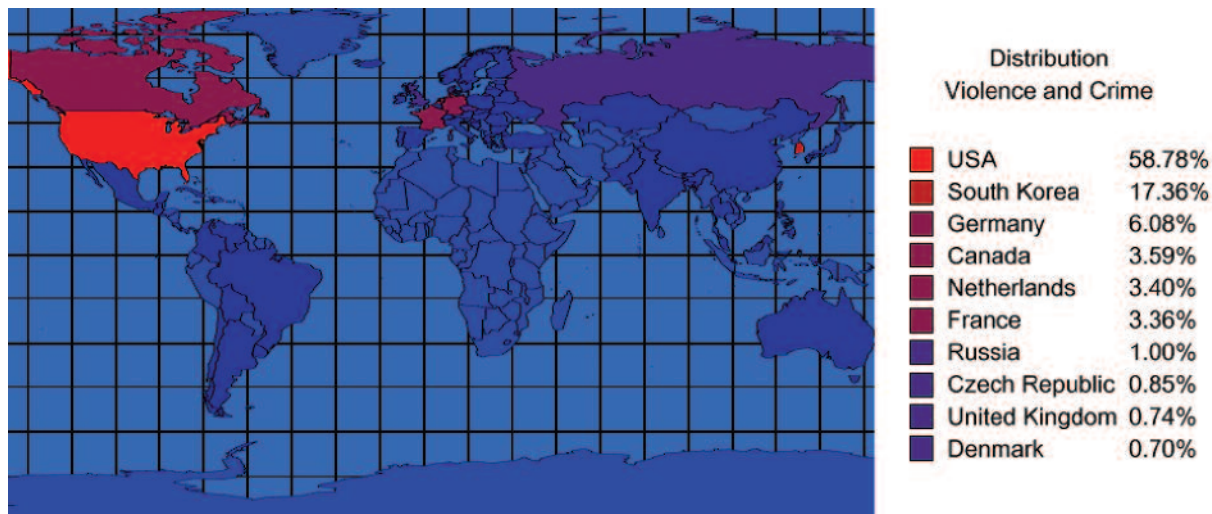 Distribution
Violence and Crime
USA 58.78%
South Korea 17.36%
Germany 6.08%
Canada 3.59%
Netherlands 3.40%
France 3.36%
Russia 1.00%
Czech Republic 0.85%
United Kingdom 0.74%
Denmark 0.70%